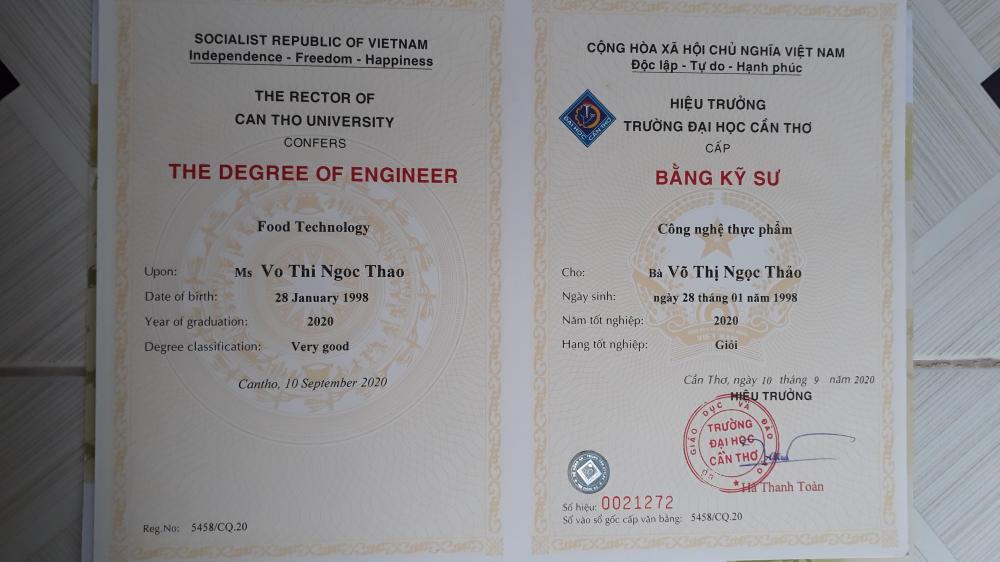 SOCIALIST REPUBLIC OF VIETNAM
Independence - Freedom - Happiness
THE RECTOR OF
CAN THO UNIVERSITY
CONFERS
THE DEGREE OF ENGINEER
Food Technology
Upon: Ms Vo Thi Ngoc Thao
Date of birth: 28 January 1998
Year of graduation: 2020
Degree classification: Very good
Cantho, 10 September 2020
Reg.No: 5458/CQ.20
CỘNG HÒA XÃ HỘI CHỦ NGHĨA VIỆT NAM
Độc lập - Tự do - Hạnh phúc
ĐẠI HỌC CẦN THƠ
HIỆU TRƯỞNG
TRƯỜNG ĐẠI HỌC CẦN THƠ
CẤP
BẰNG KỸ SƯ
Công nghệ thực phẩm
Cho: Bà Võ Thị Ngọc Thảo
Ngày sinh: ngày 28 tháng 01 năm 1998
Năm tốt nghiệp: 2020
Hạng tốt nghiệp: Giỏi
Cần Thơ, ngày 10 tháng 9 năm 2020
HIỆU TRƯỞNG
BỘ GIÁO DỤC VÀ ĐÀO TẠO
TRƯỜNG
ĐẠI HỌC
CẦN THƠ
Hà Thanh Toàn
Số hiệu: 0021272
Số vào sổ gốc cấp văn bằng: 5458/CQ.20